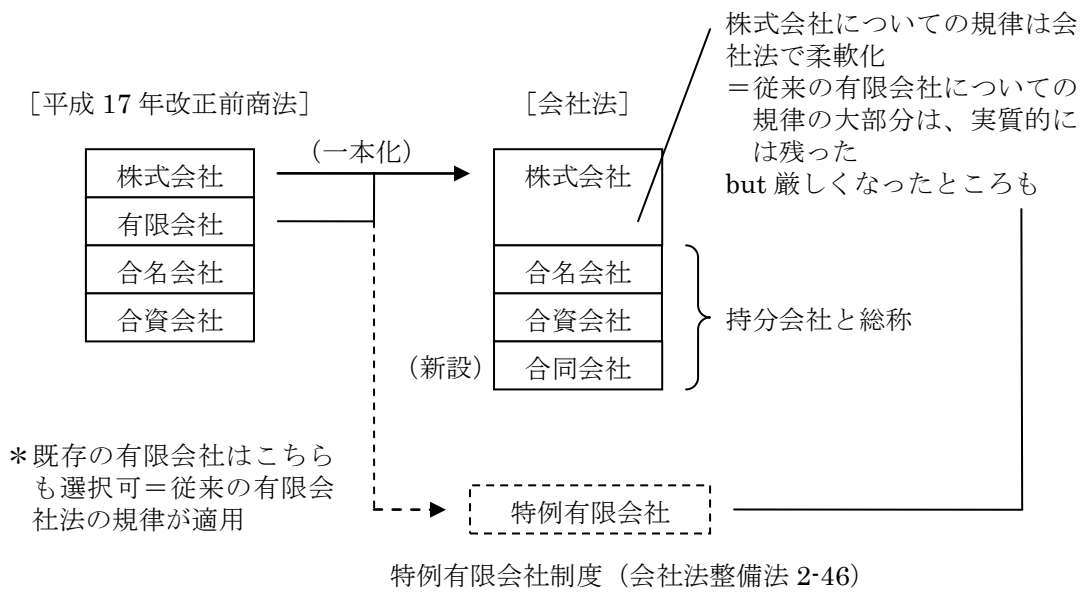 株式会社についての規律は会
社法で柔軟化
＝従来の有限会社についての
規律の大部分は、実質的に
は残った
but 厳しくなったところも
［平成 17 年改正前商法］
［会社法］
（一本化）
株式会社
有限会社
合名会社
合資会社
株式会社
合名会社
合資会社
（新設）
合同会社
持分会社と総称
＊既存の有限会社はこちら
も選択可＝従来の有限会
社法の規律が適用
特例有限会社
特例有限会社制度（会社法整備法 2-46）